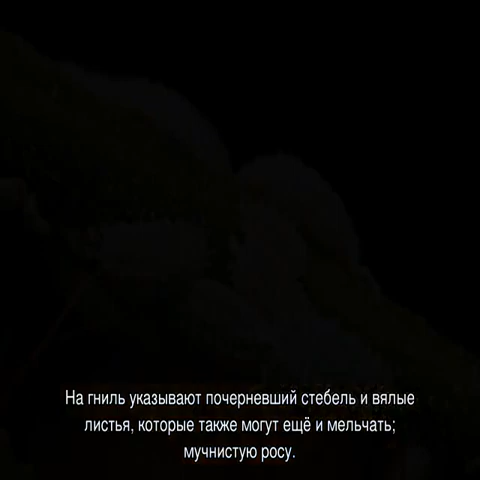 На гниль указывают почерневший стебель и вялые
листья, которые также могут ещё и мельчать;
мучнистую росу.